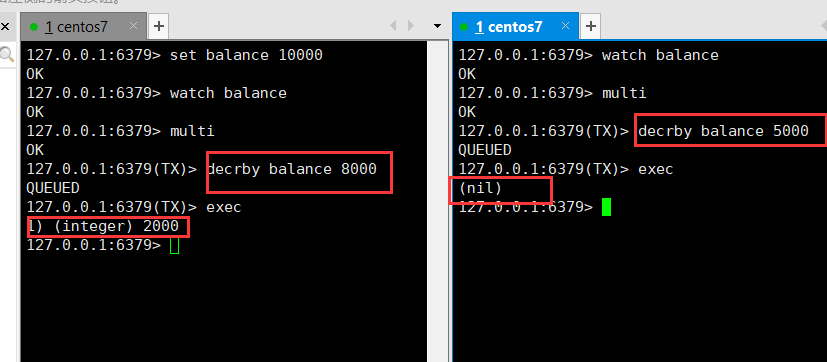 1 centos7
127.0.0.1:6379> set balance 10000
OK
127.0.0.1:6379> watch balance
OK
127.0.0.1:6379> multi
OK
127.0.0.1:6379(TX)> decrby balance 8000
QUEUED
127.0.0.1:6379(TX)> exec
1) (integer) 2000
127.0.0.1:6379>
1 centos7
127.0.0.1:6379> watch balance
OK
127.0.0.1:6379> multi
OK
127.0.0.1:6379(TX)> decrby balance 5000
QUEUED
127.0.0.1:6379(TX)> exec
(nil)
127.0.0.1:6379>